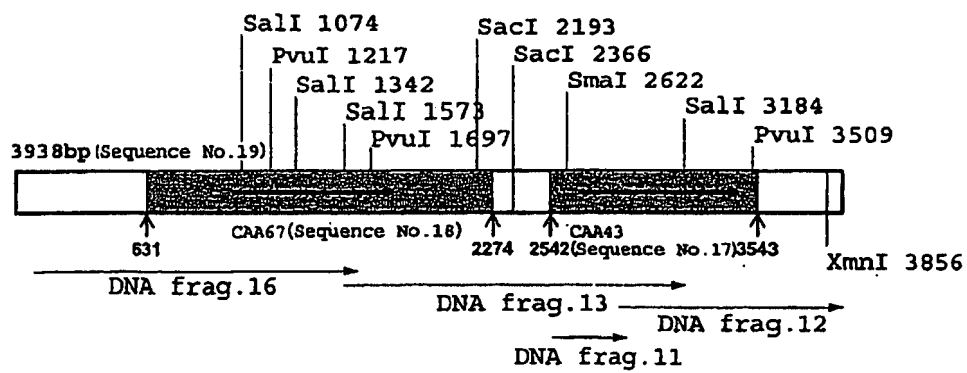 SalI 1074
PvuI 1217
SalI 1342
SalI 1573
PvuI 1697
SacI 2193
SacI 2366
SmaI 2622
SalI 3184
PvuI 3509
3938bp(Sequence No.19)
631
CAA67(Sequence No.18)
2274
2542
CAA43
(Sequence No.17)
3543
XmnI 3856
DNA frag.16
DNA frag.13
DNA frag.12
DNA frag.11